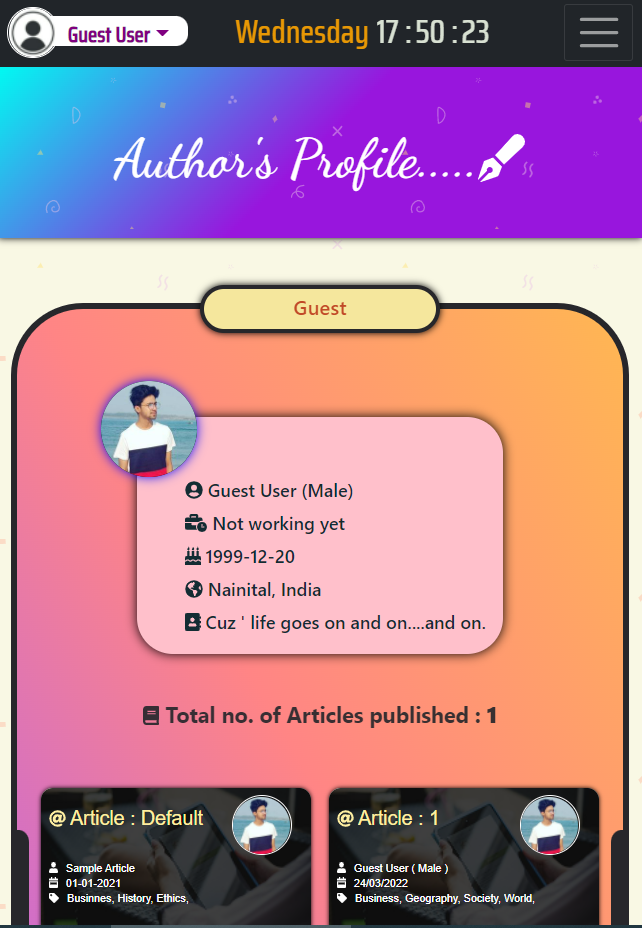 Guest User
Wednesday 17 : 50 : 23
Author's Profile.....
Guest
Guest User (Male)
Not working yet
1999-12-20
Nainital, India
Cuz ' life goes on and on....and on.
Total no. of Articles published : 1
@ Article : Default
Sample Article
01-01-2021
Businnes, History, Ethics,
@ Article : 1
Guest User ( Male )
24/03/2022
Business, Geography, Society, World,